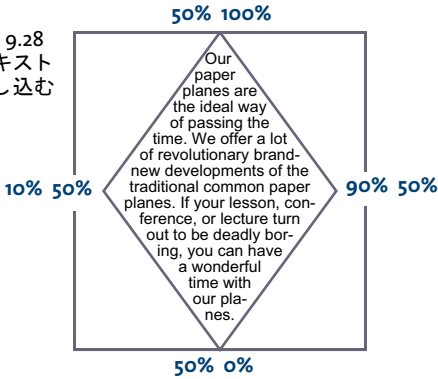 50% 100%
9.28
キスト
し込む
Our
paper
planes are
the ideal way
of passing the
time. We offer a lot
of revolutionary brand-
new developments of the
traditional common paper
planes. If your lesson, con-
ference, or lecture turn
out to be deadly bor-
ing, you can have
a wonderful
time with
our pla-
nes.
10% 50%
90% 50%
50% 0%